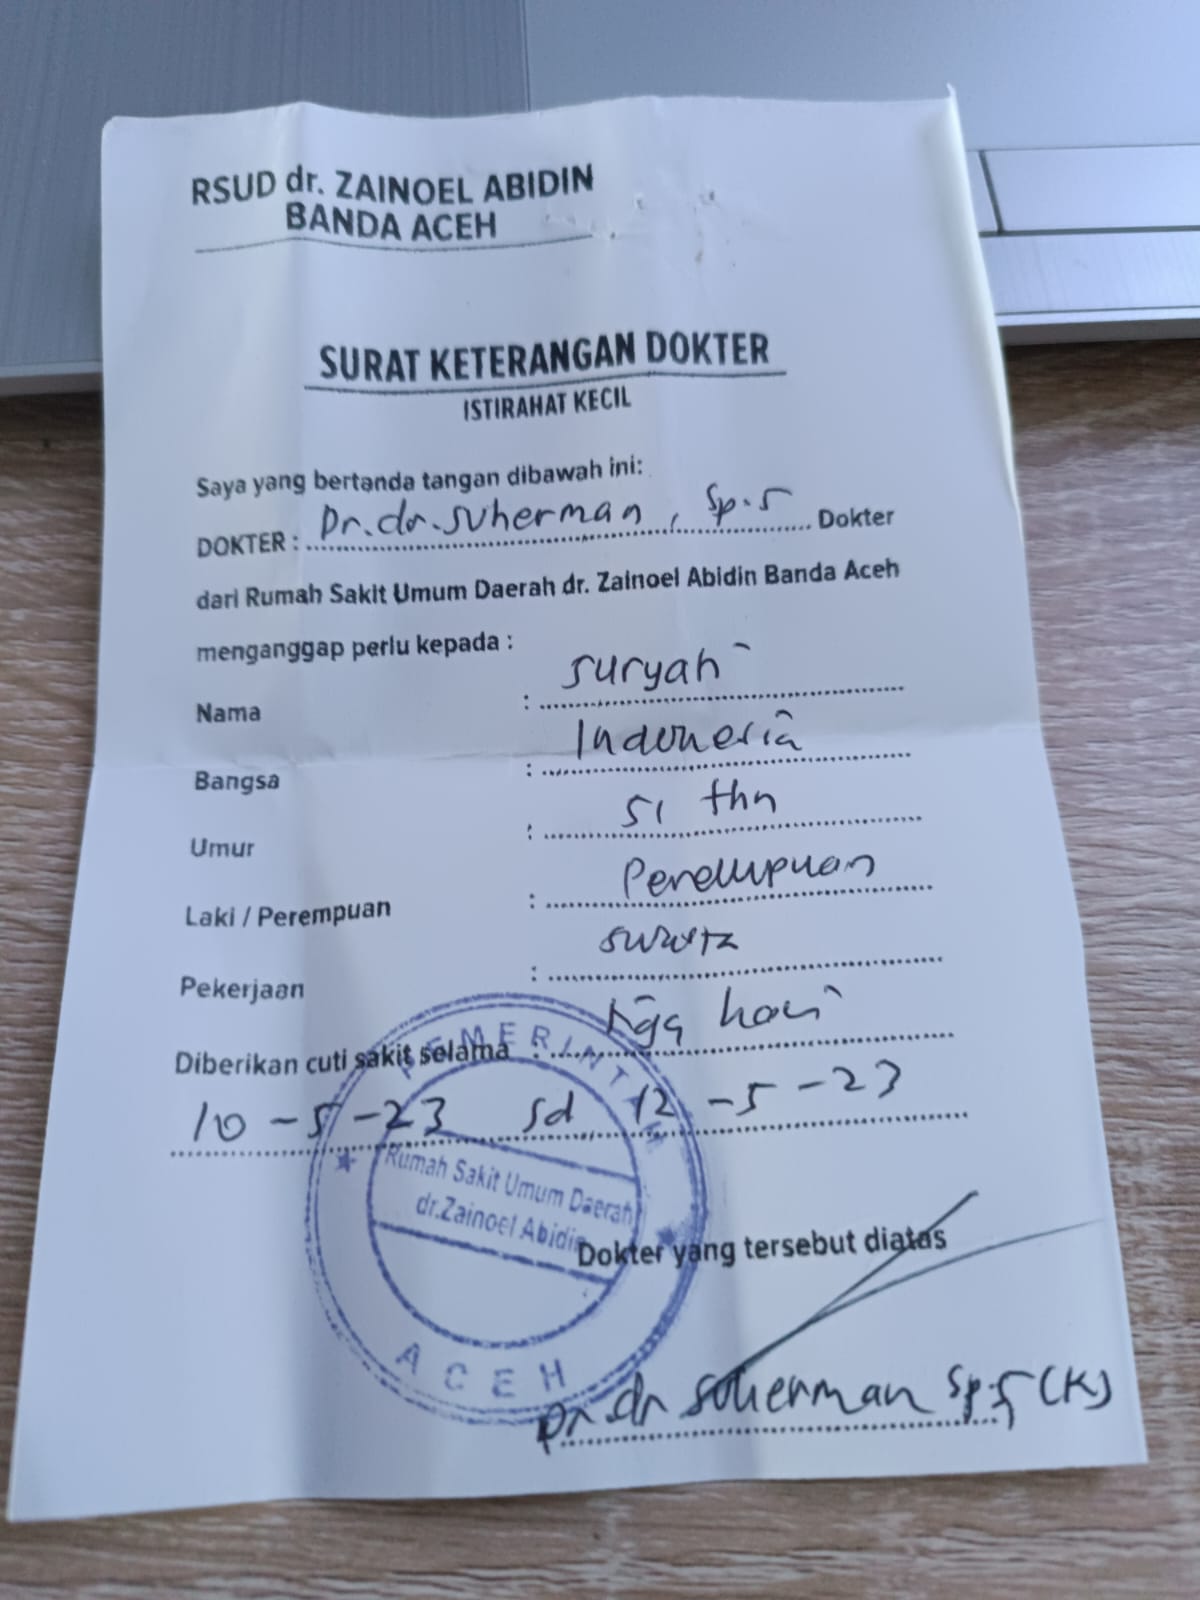 RSUD dr. ZAINOEL ABIDIN
BANDA ACEH
SURAT KETERANGAN DOKTER
ISTIRAHAT KECIL
Saya yang bertanda tangan dibawah ini:
DOKTER : Dr.dr.Suherman, Sp.S Dokter
dari Rumah Sakit Umum Daerah dr. Zainoel Abidin Banda Aceh
menganggap perlu kepada :
Nama : Suryani
Bangsa : Indonesia
Umur : 51 thn
Laki / Perempuan : Perempuan
Pekerjaan :
Diberikan cuti sakit selama : tiga hari
10-5-23 sd 12-5-23
PEMERINTAH
Rumah Sakit Umum Daerah
dr.Zainoel Abidin
ACEH
Dokter yang tersebut diatas
Dr.dr Suherman Sp.S(K)